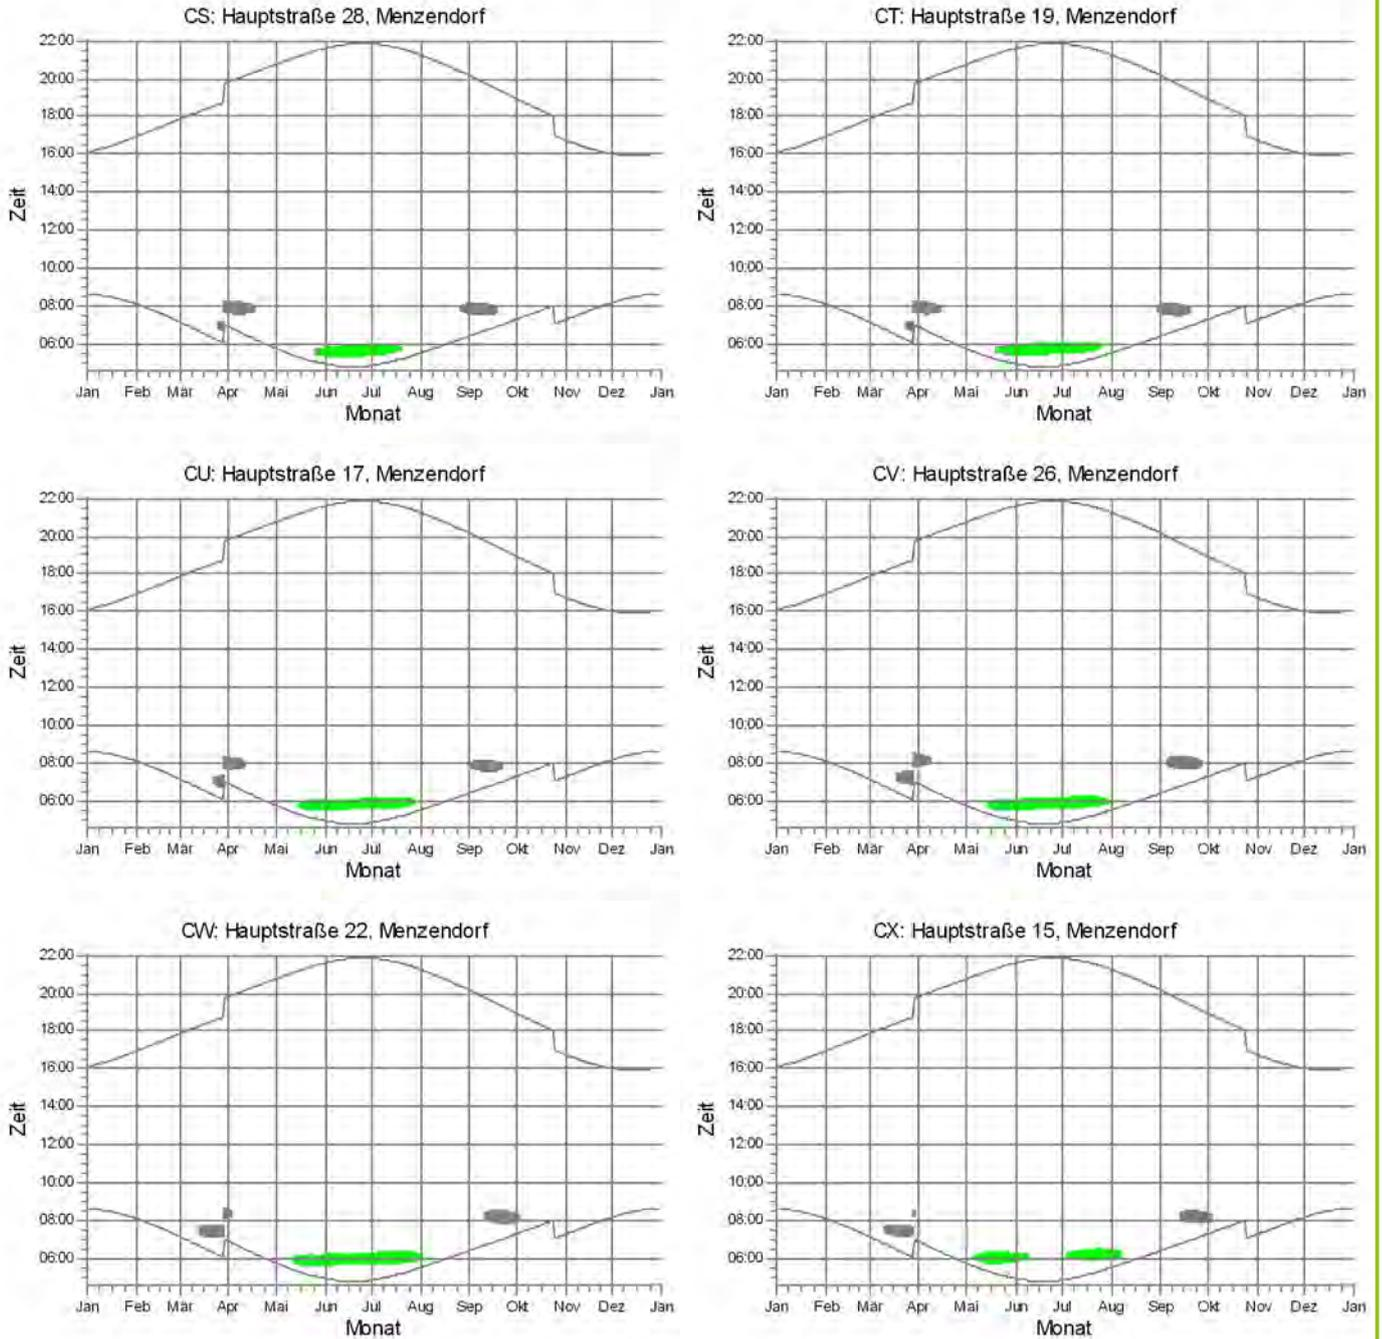 CS: Hauptstraße 28, Menzendorf
22:00
20:00
18:00
16:00
14:00
12:00
10:00
08:00
06:00
Zeit
Jan Feb Mär Apr Mai Jun Jul Aug Sep Okt Nov Dez Jan
Monat
CT: Hauptstraße 19, Menzendorf
22:00
20:00
18:00
16:00
14:00
12:00
10:00
08:00
06:00
Zeit
Jan Feb Mär Apr Mai Jun Jul Aug Sep Okt Nov Dez Jan
Monat
CU: Hauptstraße 17, Menzendorf
22:00
20:00
18:00
16:00
14:00
12:00
10:00
08:00
06:00
Zeit
Jan Feb Mär Apr Mai Jun Jul Aug Sep Okt Nov Dez Jan
Monat
CV: Hauptstraße 26, Menzendorf
22:00
20:00
18:00
16:00
14:00
12:00
10:00
08:00
06:00
Zeit
Jan Feb Mär Apr Mai Jun Jul Aug Sep Okt Nov Dez Jan
Monat
CW: Hauptstraße 22, Menzendorf
22:00
20:00
18:00
16:00
14:00
12:00
10:00
08:00
06:00
Zeit
Jan Feb Mär Apr Mai Jun Jul Aug Sep Okt Nov Dez Jan
Monat
CX: Hauptstraße 15, Menzendorf
22:00
20:00
18:00
16:00
14:00
12:00
10:00
08:00
06:00
Zeit
Jan Feb Mär Apr Mai Jun Jul Aug Sep Okt Nov Dez Jan
Monat